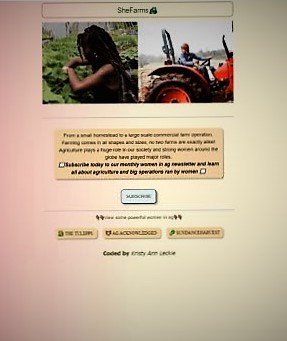 SheFarms
From a small homestead to a large scale commercial farm operation.
Farming comes in all shapes and sizes, no two farms are exactly alike!
Agriculture plays a huge role in our society and strong women around the
globe have played major roles.
Subscribe today to our monthly women in ag newsletter and learn
all about agriculture and big operations ran by women
SUBSCRIBE
View some powerful women in ag
AG ACKNOWLEDGED
Coded by Kristy Ann Leckie